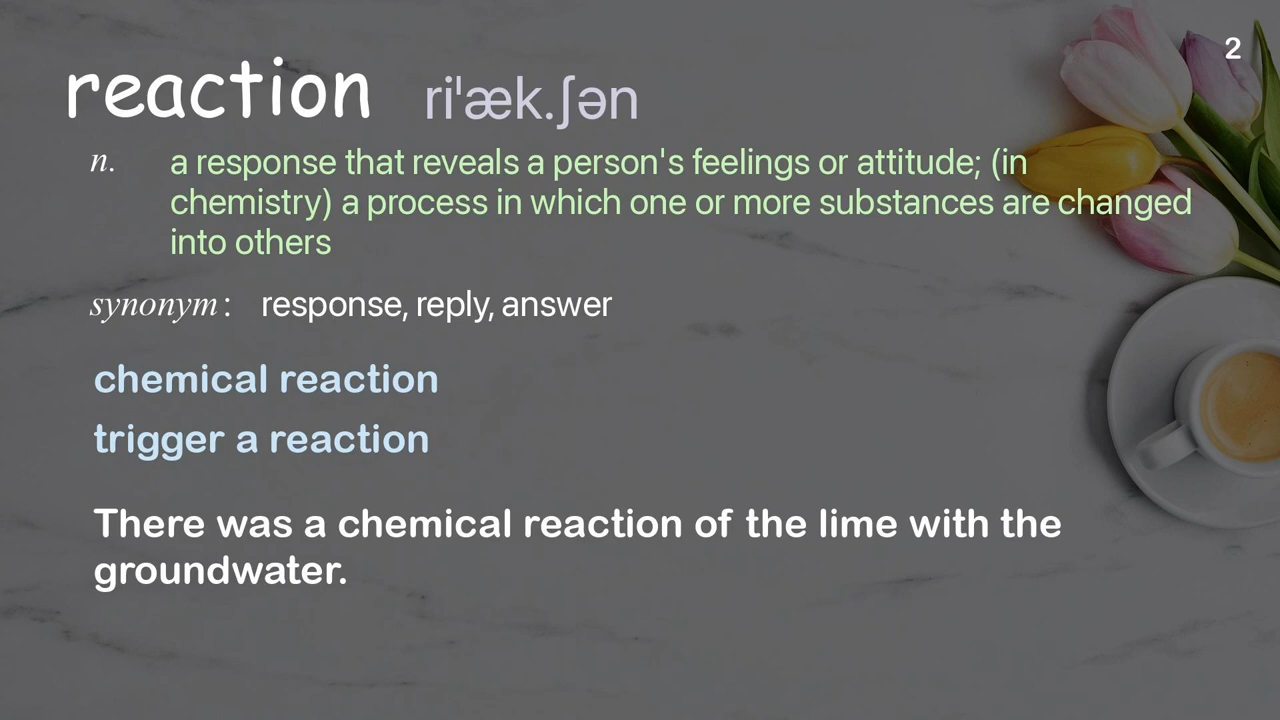 2
reaction ri'æk.ʃən
n. a response that reveals a person's feelings or attitude; (in
chemistry) a process in which one or more substances are changed
into others
synonym: response, reply, answer
chemical reaction
trigger a reaction
There was a chemical reaction of the lime with the
groundwater.